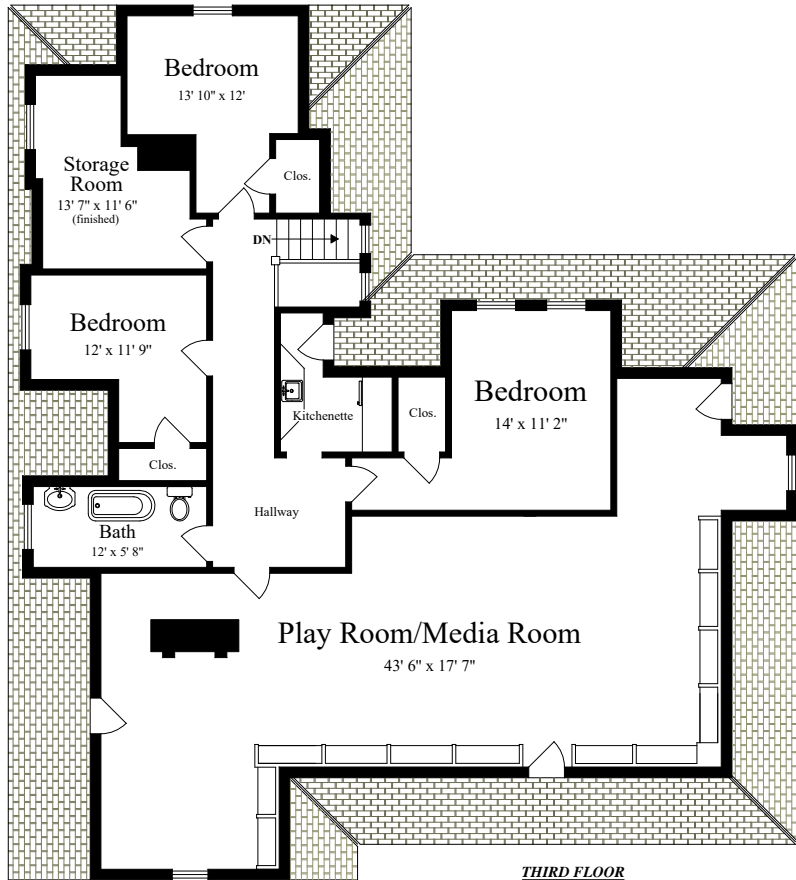 Bedroom
13' 10" x 12'
Storage
Room
13' 7" x 11' 6"
(finished)
Clos.
DN
Bedroom
12' x 11' 9"
Kitchenette
Clos.
Bedroom
14' x 11' 2"
Clos.
Bath
12' x 5' 8"
Hallway
Play Room/Media Room
43' 6" x 17' 7"
THIRD FLOOR